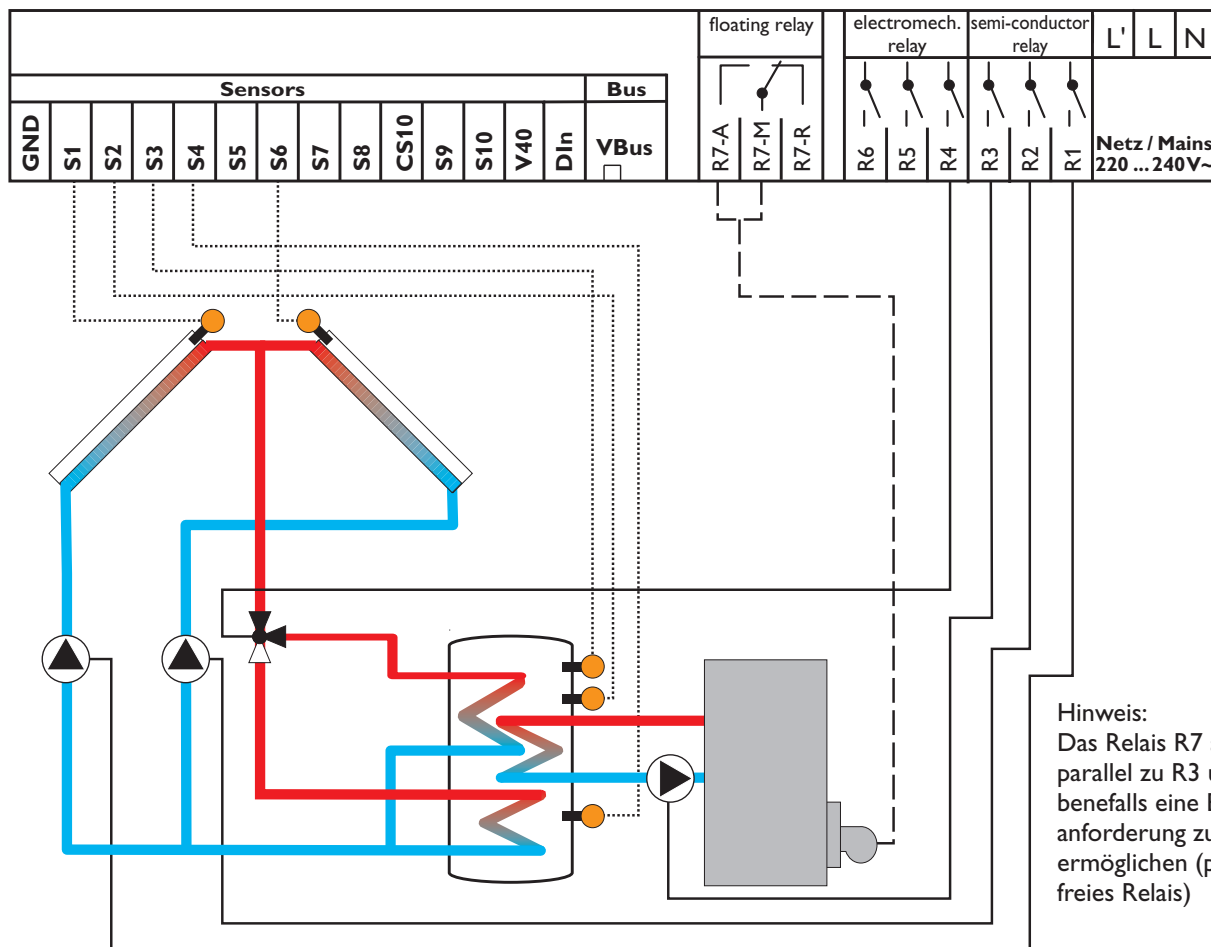 floating relay
electromech. relay
semi-conductor relay
L' L N
Sensors
Bus
GND S1 S2 S3 S4 S5 S6 S7 S8 CS10 S9 S10 V40 DIn
VBus
R7-A R7-M R7-R
R6 R5 R4 R3 R2 R1
Netz / Mains
220 ... 240V~
Hinweis:
Das Relais R7
parallel zu R3
benefalls eine
anforderung
ermöglichen
freies Relais)